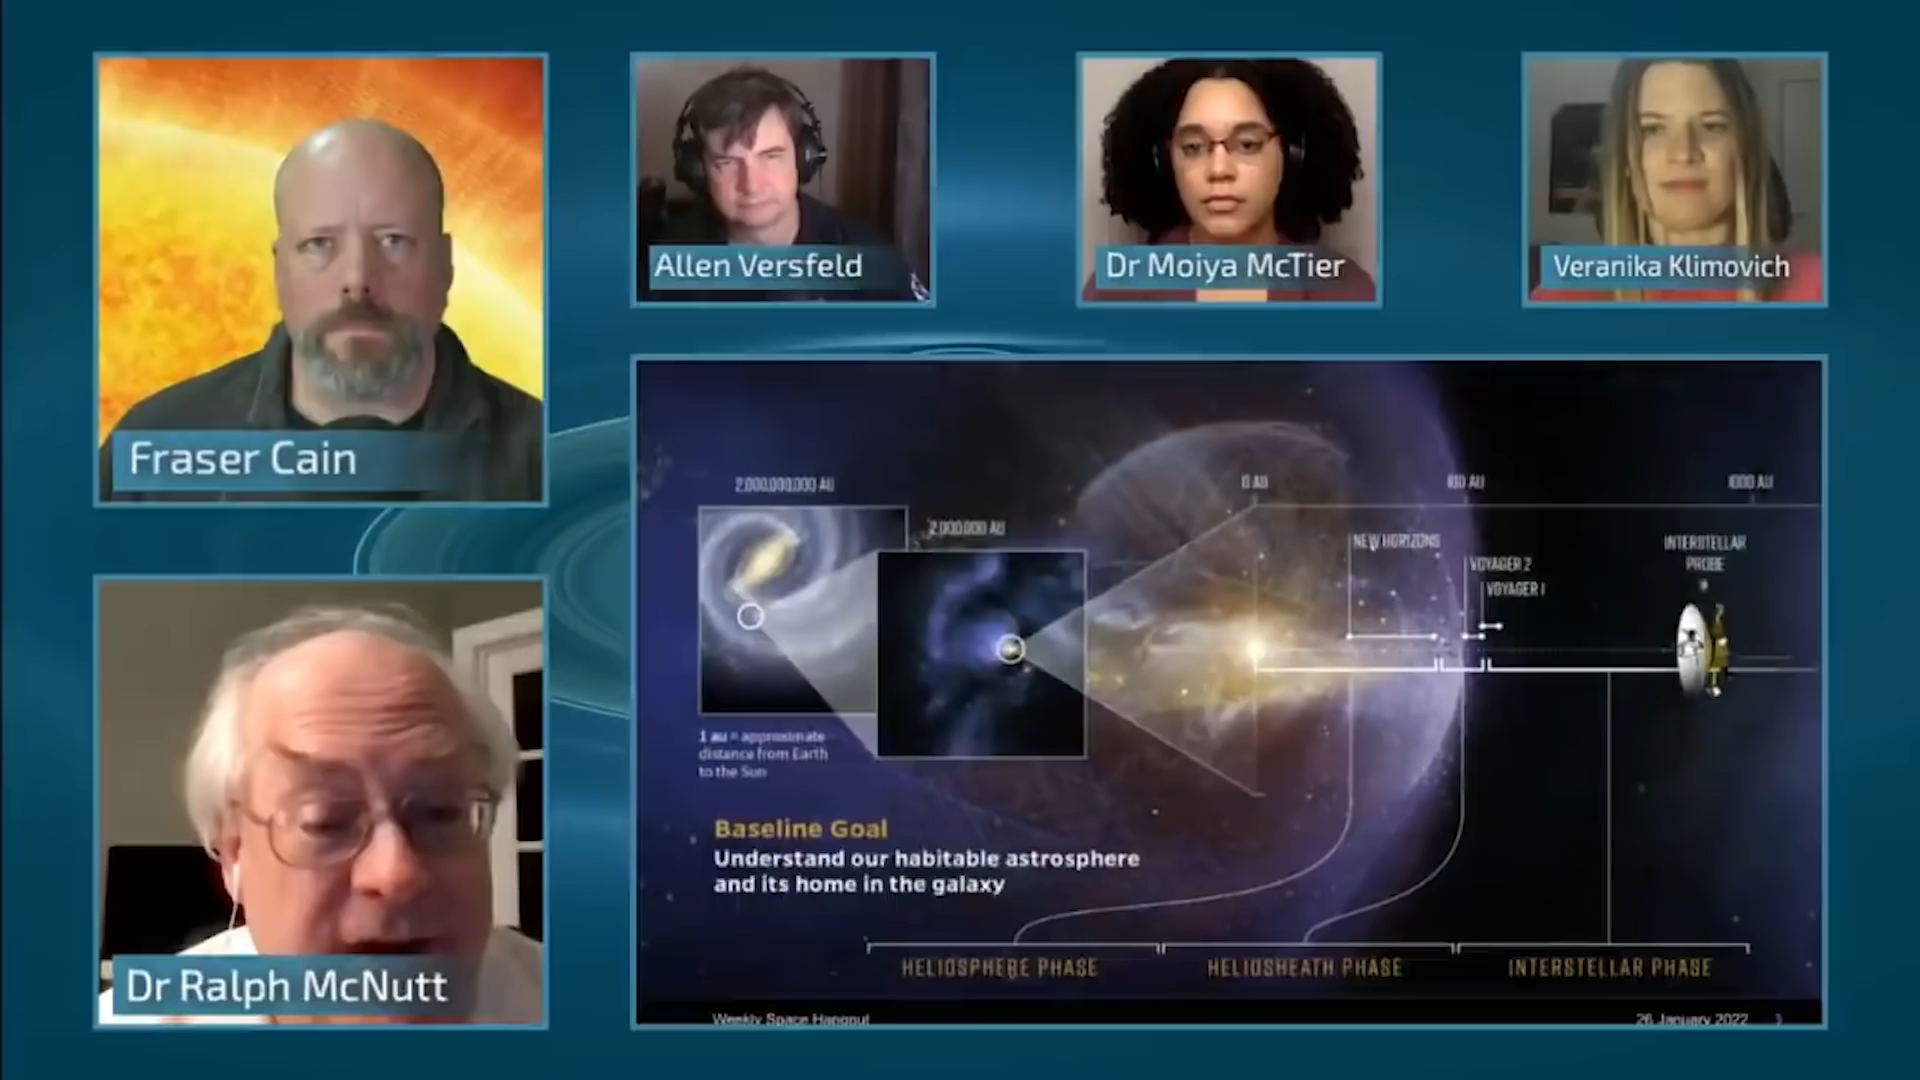 Fraser Cain
Allen Versfeld
Dr Moiya McTier
Veranika Klimovich
Dr Ralph McNutt
2,000,000,000 AU
2,000,000 AU
0 AU
100 AU
1000 AU
NEW HORIZONS
VOYAGER 2
VOYAGER 1
INTERSTELLAR
PROBE
1 au = approximate
distance from Earth
to the Sun
Baseline Goal
Understand our habitable astrosphere
and its home in the galaxy
HELIOSPHERE PHASE
HELIOSHEATH PHASE
INTERSTELLAR PHASE
Weekly Space Hangout
26 January 2022